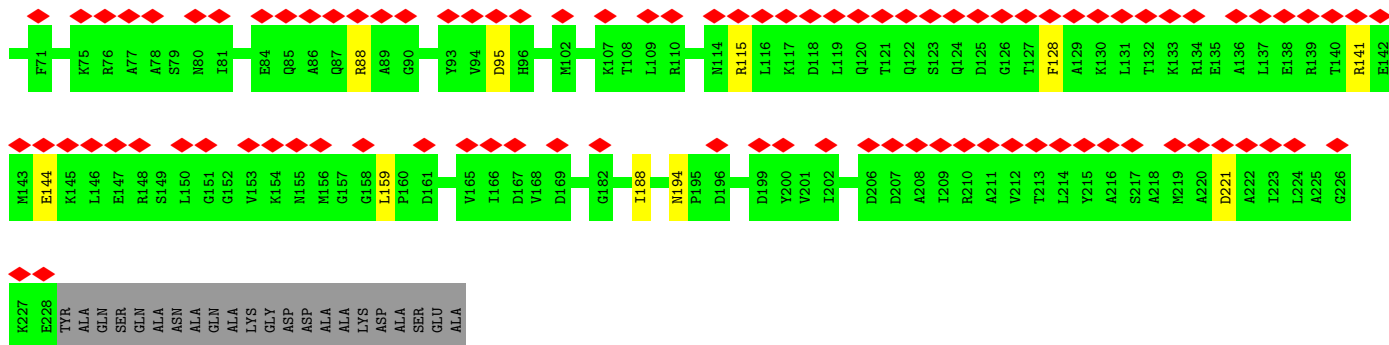 F71 K75 R76 A77 A78 S79 N80 I81 E84 Q85 A86 Q87 R88 A89 G90 Y93 V94 D95 H96 M102 K107 T108 L109 R110 N114 R115 L116 K117 D118 L119 Q120 T121 Q122 S123 Q124 D125 G126 T127 F128 A129 K130 L131 T132 K133 R134 E135 A136 L137 E138 R139 T140 R141 E142
M143 E144 K145 L146 E147 R148 S149 L150 G151 G152 V153 K154 N155 M156 G157 G158 L159 P160 D161 V165 I166 D167 V168 D169 G182 I188 N194 P195 D196 D199 Y200 V201 I202 D206 D207 A208 I209 R210 A211 V212 T213 L214 Y215 A216 S217 A218 M219 A220 D221 A222 I223 L224 A225 G226
K227 E228 TYR ALA GLN SER GLN ALA ASN ALA GLN ALA LYS GLY ASP ASP ALA ALA LYS ASP ALA SER GLU ALA